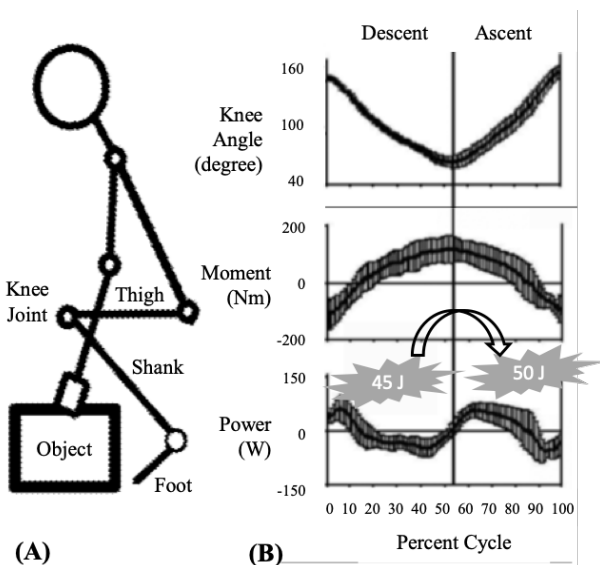 Knee
Joint
Thigh
Shank
Object
Foot
(A)
Descent
Ascent
Knee
Angle
(degree)
160
100
40
Moment
(Nm)
200
0
-200
45 J
50 J
Power
(W)
150
0
-150
0 10 20 30 40 50 60 70 80 90 100
Percent Cycle
(B)